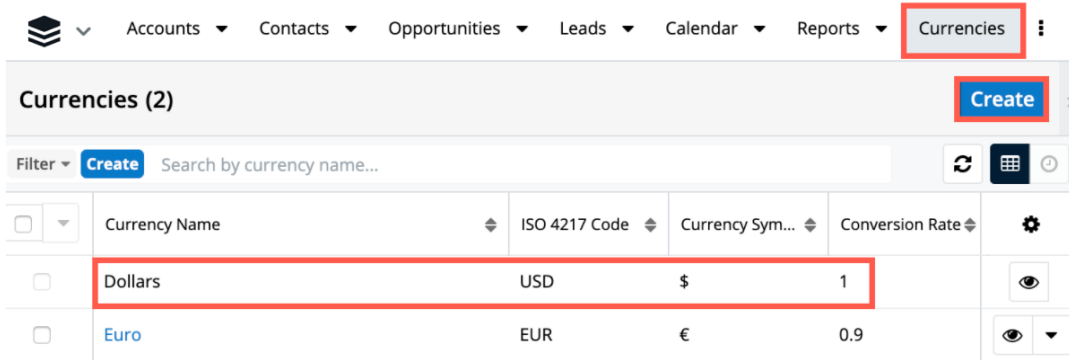 Accounts Contacts Opportunities Leads Calendar Reports Currencies
Currencies (2) Create
Filter Create Search by currency name...
Currency Name ISO 4217 Code Currency Sym... Conversion Rate
Dollars USD $ 1
Euro EUR € 0.9